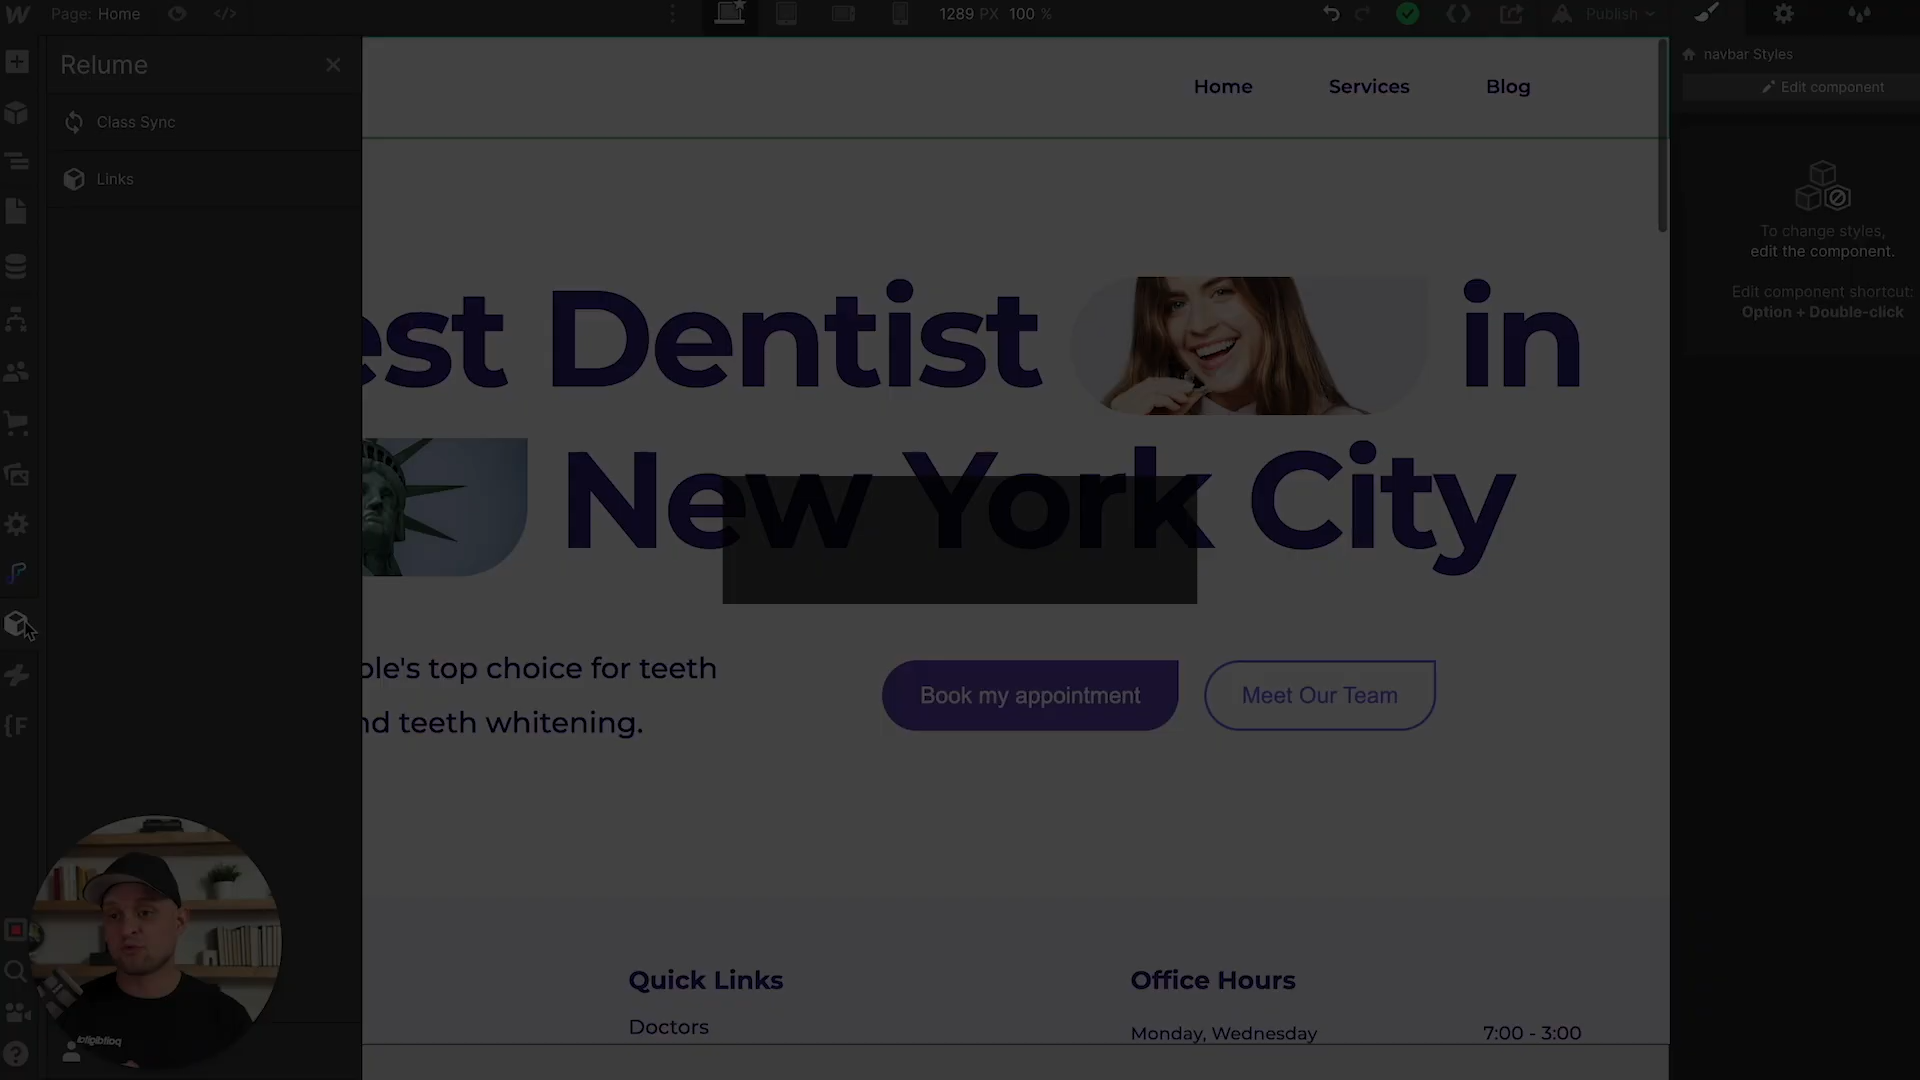 Page: Home
1289 PX 100 %
Publish
Relume
Class Sync
Links
Home Services Blog
navbar Styles
Edit component
To change styles,
edit the component.
Edit component shortcut:
Option + Double-click
est Dentist in
New York City
ple's top choice for teeth
nd teeth whitening.
Book my appointment
Meet Our Team
Quick Links
Doctors
Office Hours
Monday, Wednesday 7:00 - 3:00